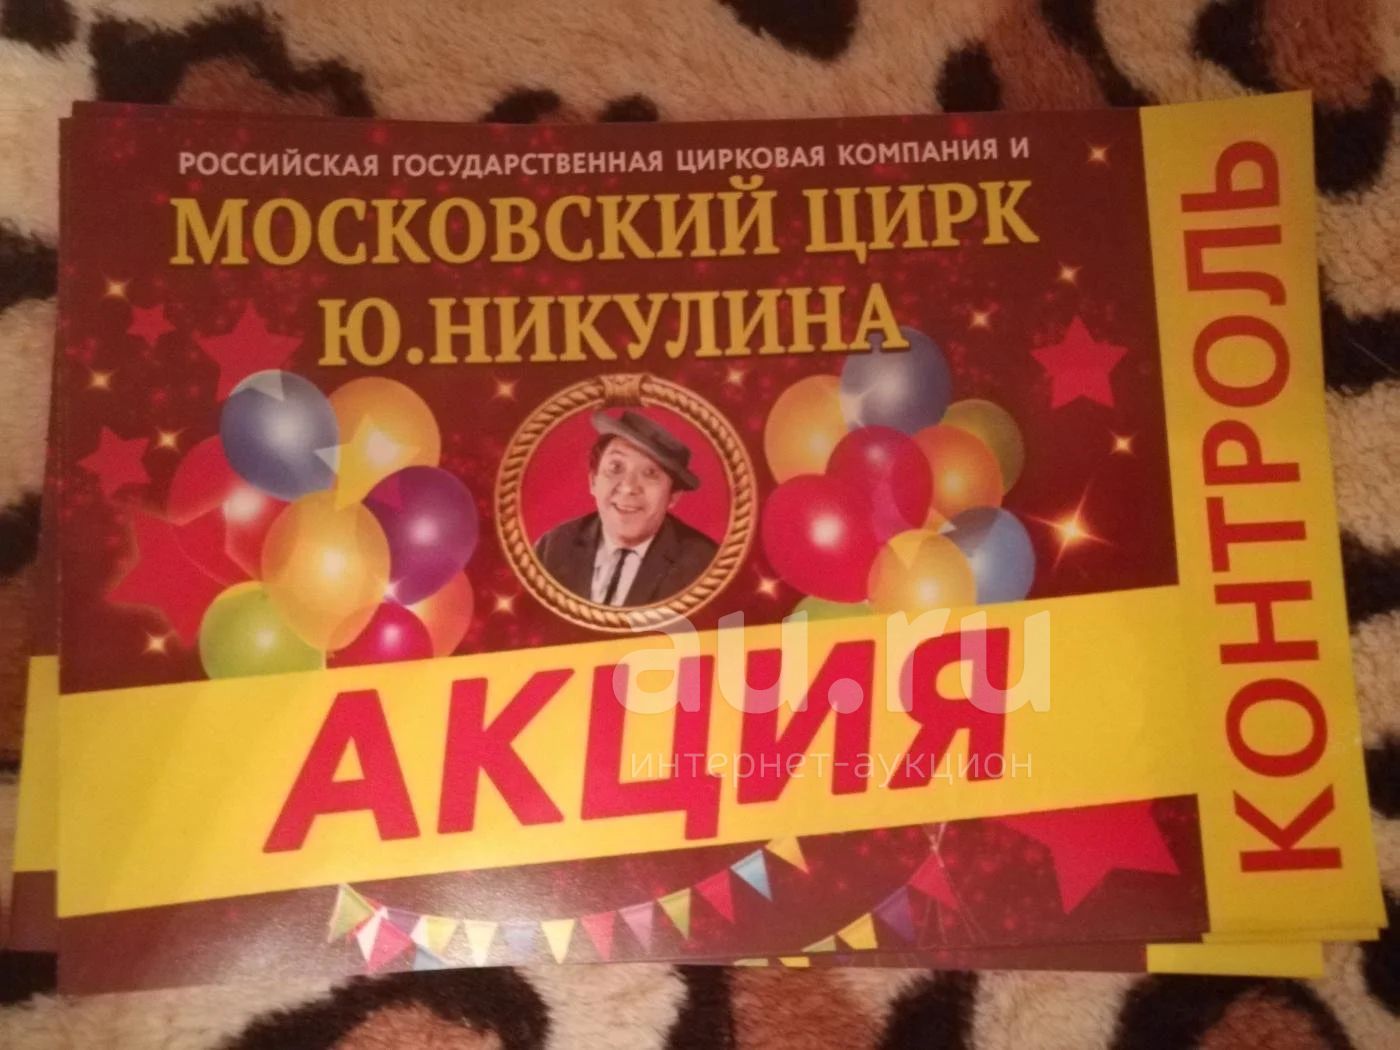 РОССИЙСКАЯ ГОСУДАРСТВЕННАЯ ЦИРКОВАЯ КОМПАНИЯ И
МОСКОВСКИЙ ЦИРК
Ю.НИКУЛИНА
АКЦИЯ
КОНТРОЛЬ
au.ru
интернет-аукцион